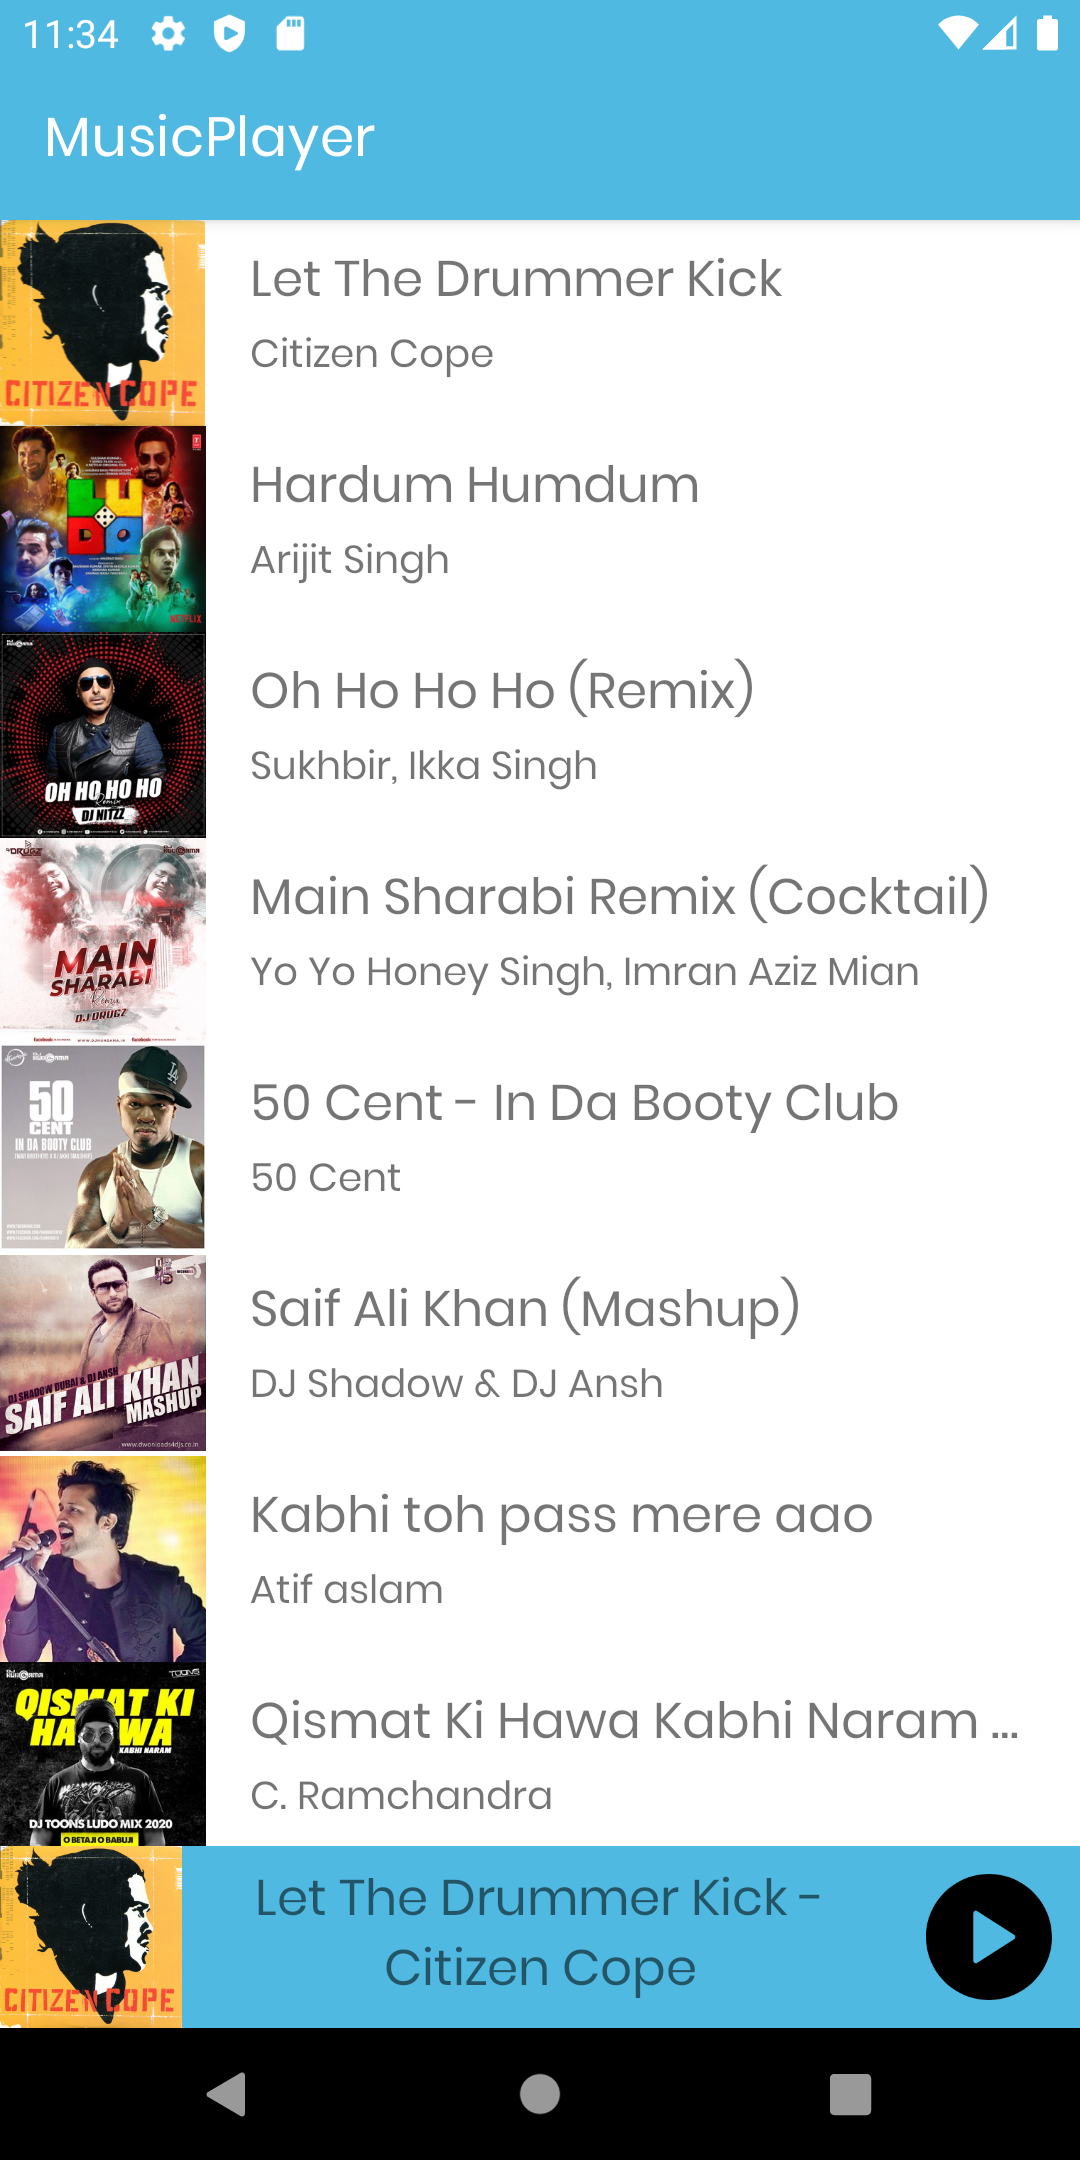 11:34
MusicPlayer
CITIZEN COPE
Let The Drummer Kick
Citizen Cope
LUDO
NETFLIX
Hardum Humdum
Arijit Singh
OH HO HO HO
Remix
DJ NITZZ
Oh Ho Ho Ho (Remix)
Sukhbir, Ikka Singh
DRUGZ
MAIN
SHARABI
Remix
DJ DRUGZ
Main Sharabi Remix (Cocktail)
Yo Yo Honey Singh, Imran Aziz Mian
LA
50
CENT
IN DA BOOTY CLUB
50 Cent - In Da Booty Club
50 Cent
DJ SHADOW DUBAI & DJ ANSH
SAIF ALI KHAN
MASHUP
Saif Ali Khan (Mashup)
DJ Shadow & DJ Ansh
Kabhi toh pass mere aao
Atif aslam
TOONS
QISMAT KI
HAWA
KABHI NARAM
DJ TOONS LUDO MIX 2020
O BETAJI O BABUJI
Qismat Ki Hawa Kabhi Naram ...
C. Ramchandra
CITIZEN COPE
Let The Drummer Kick -
Citizen Cope